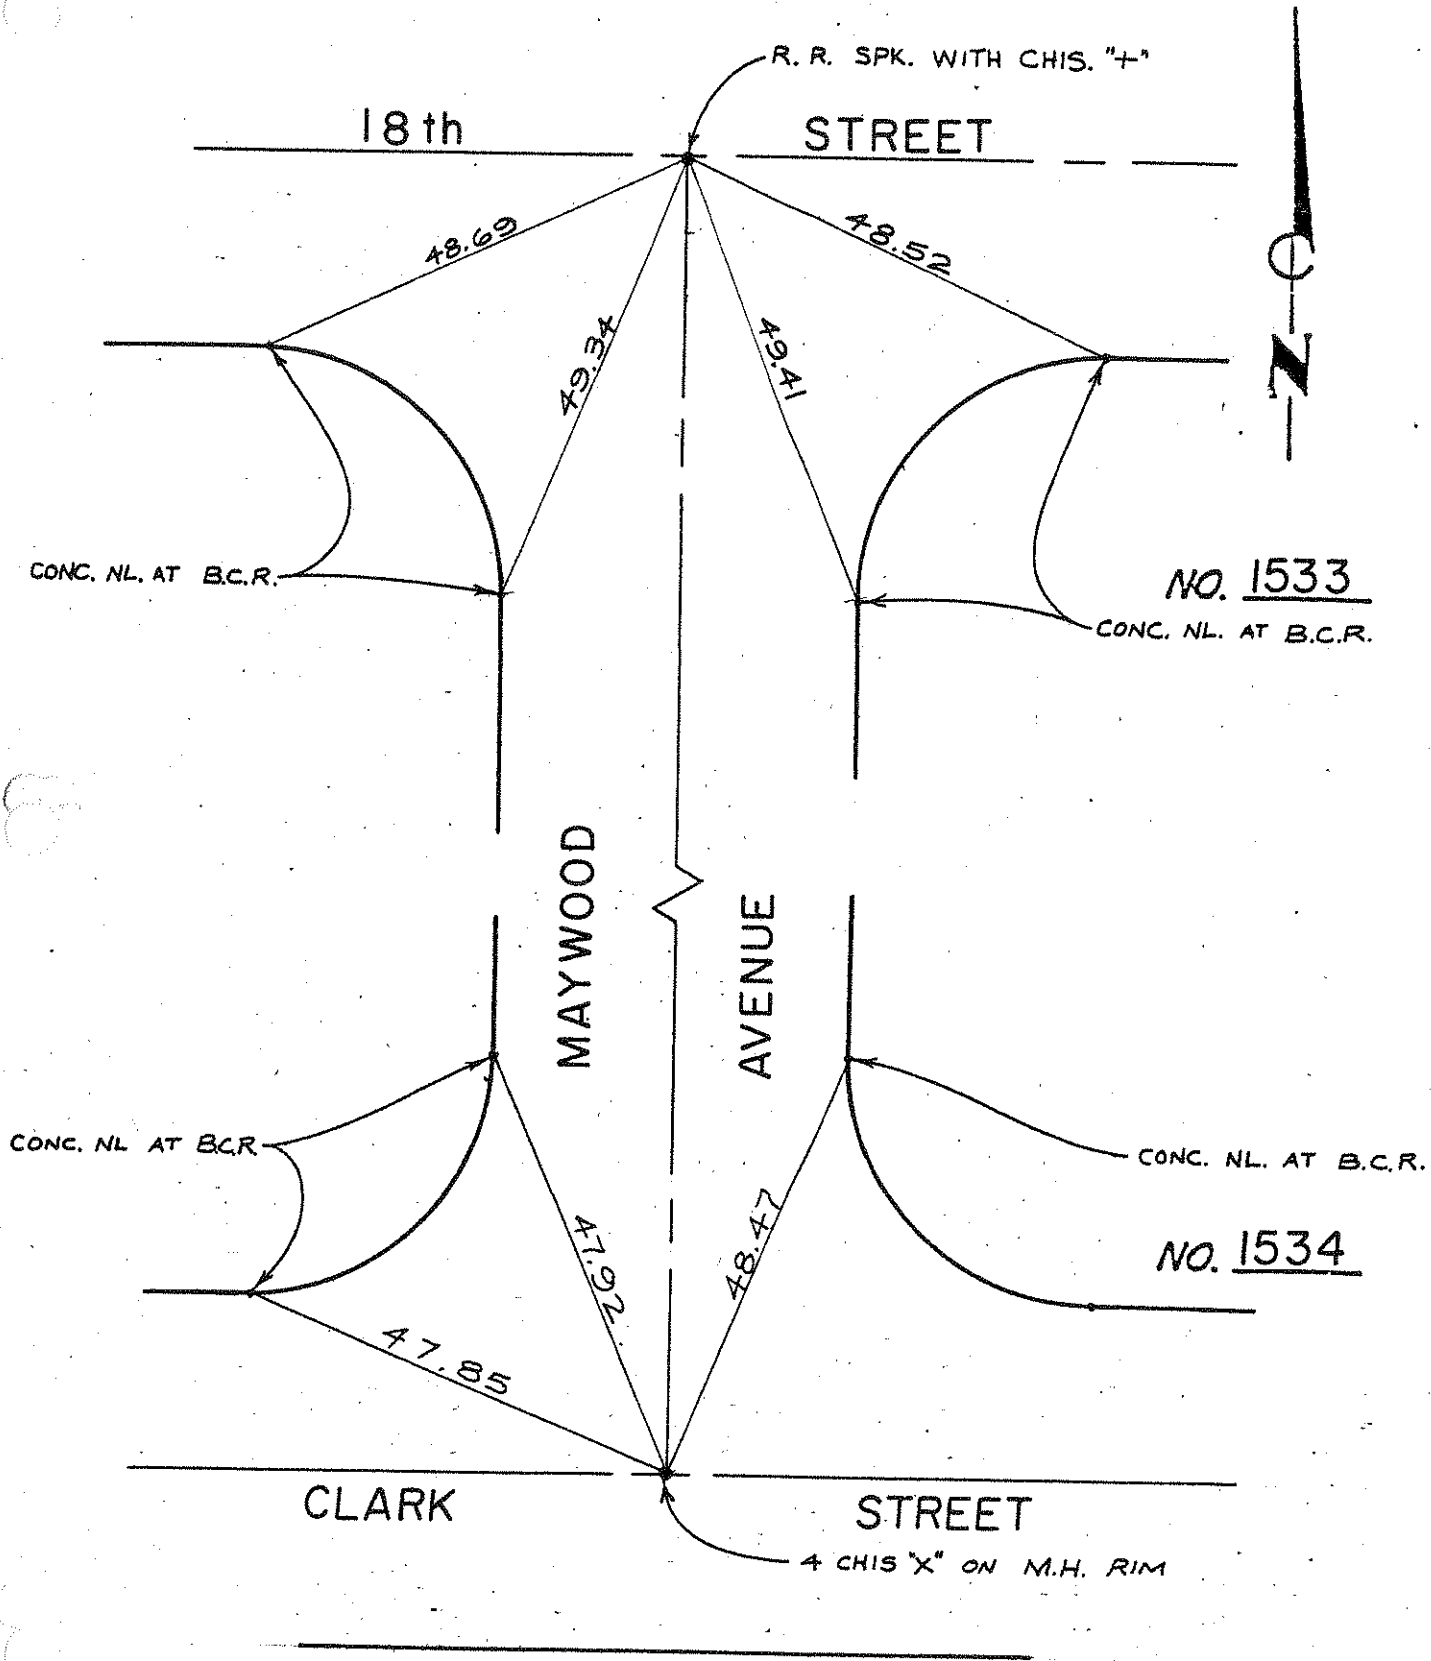 R. R. SPK. WITH CHIS. "+"
18th STREET
48.69
48.52
49.34
49.41
N
CONC. NL. AT B.C.R.
NO. 1533
CONC. NL. AT B.C.R.
MAYWOOD AVENUE
CONC. NL AT B.C.R.
CONC. NL. AT B.C.R.
NO. 1534
47.92
48.47
47.85
CLARK STREET
4 CHIS "X" ON M.H. RIM